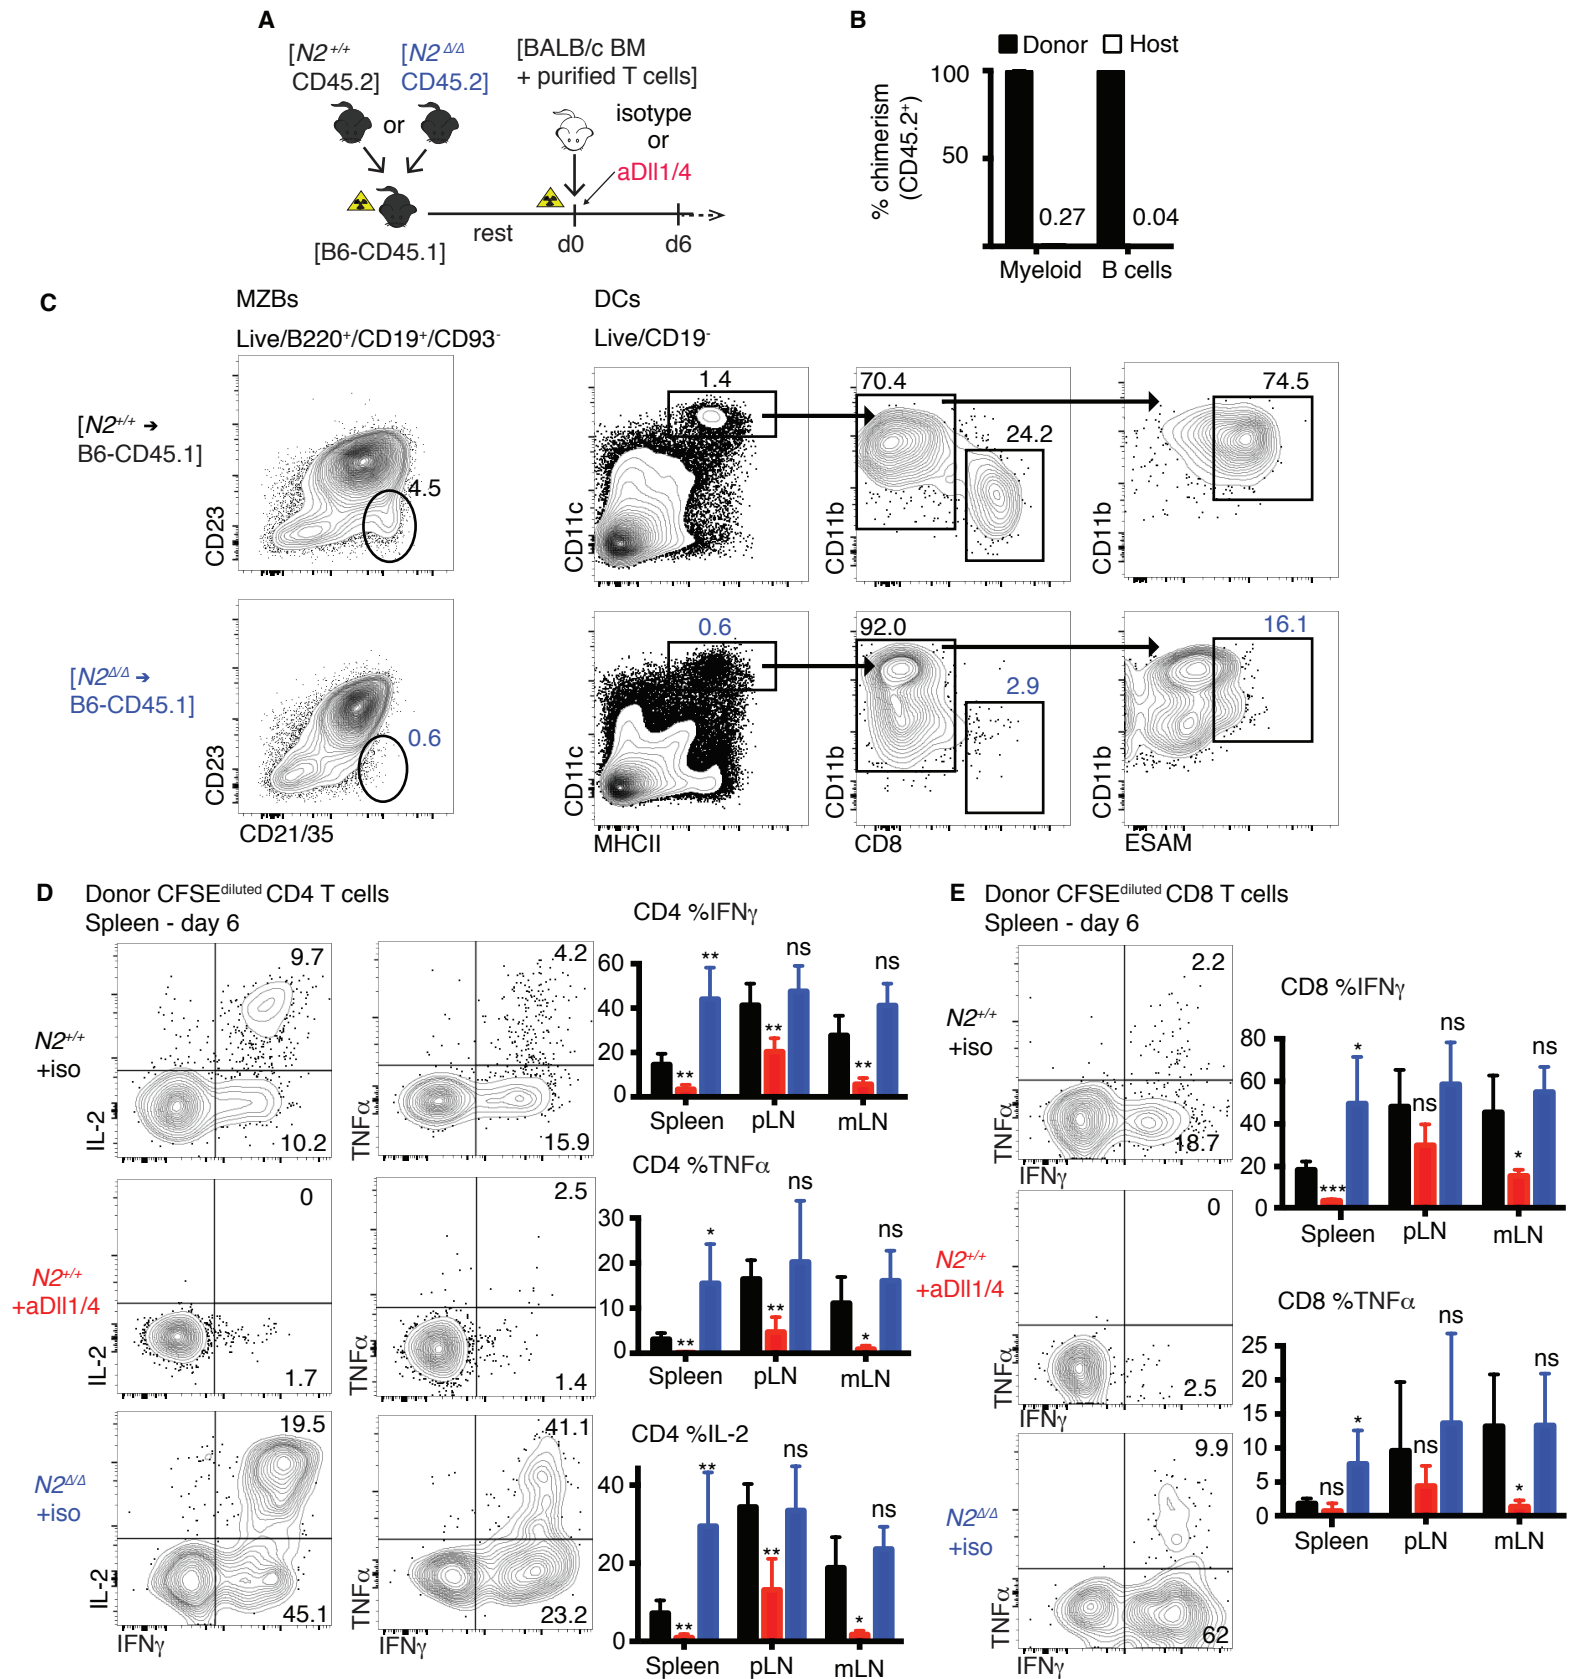 A
[N2+/+
CD45.2]
[N2Δ/Δ
CD45.2]
[BALB/c BM
+ purified T cells]
or
isotype
or
aDll1/4
[B6-CD45.1]
rest
d0
d6
B
Donor
Host
% chimerism
(CD45.2+)
100
50
0.27
0.04
Myeloid
B cells
C
MZBs
Live/B220+/CD19+/CD93-
DCs
Live/CD19-
[N2+/+ ➔
B6-CD45.1]
4.5
CD23
1.4
CD11c
70.4
24.2
CD11b
74.5
CD11b
[N2Δ/Δ ➔
B6-CD45.1]
0.6
CD23
CD21/35
0.6
CD11c
MHCII
92.0
2.9
CD11b
CD8
16.1
CD11b
ESAM
D
Donor CFSEdiluted CD4 T cells
Spleen - day 6
N2+/+
+iso
9.7
10.2
IL-2
4.2
15.9
TNFα
N2+/+
+aDll1/4
0
1.7
IL-2
2.5
1.4
TNFα
N2Δ/Δ
+iso
19.5
45.1
IL-2
IFNγ
41.1
23.2
TNFα
IFNγ
CD4 %IFNγ
60
40
20
0
**
**
**
ns
**
ns
Spleen
pLN
mLN
CD4 %TNFα
30
20
10
0
**
*
**
ns
*
ns
Spleen
pLN
mLN
CD4 %IL-2
40
20
0
**
**
**
ns
*
ns
Spleen
pLN
mLN
E
Donor CFSEdiluted CD8 T cells
Spleen - day 6
N2+/+
+iso
2.2
18.7
TNFα
IFNγ
N2+/+
+aDll1/4
0
2.5
TNFα
IFNγ
N2Δ/Δ
+iso
9.9
62
TNFα
IFNγ
CD8 %IFNγ
80
60
40
20
0
***
*
ns
ns
*
ns
Spleen
pLN
mLN
CD8 %TNFα
25
20
15
10
5
0
ns
*
ns
ns
*
ns
Spleen
pLN
mLN